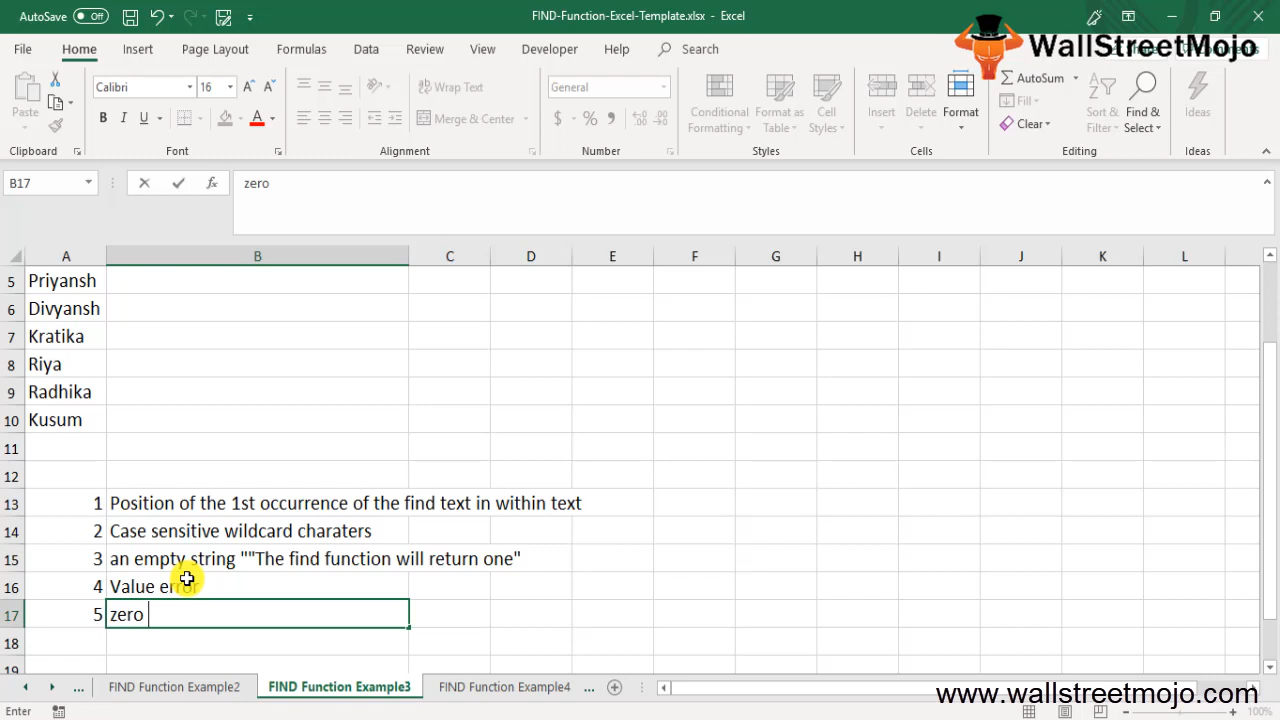 AutoSave Off
FIND-Function-Excel-Template.xlsx - Excel
WallStreetMojo
File Home Insert Page Layout Formulas Data Review View Developer Help Search
Paste
Clipboard
Calibri 16
B I U A
Font
Wrap Text
Merge & Center
Alignment
General
$ % ,
Number
Conditional Formatting
Format as Table
Cell Styles
Styles
Insert Delete Format
Cells
AutoSum
Fill
Clear
Sort & Filter
Find & Select
Editing
Ideas
Ideas
B17 fx zero
A B C D E F G H I J K L
5 Priyansh
6 Divyansh
7 Kratika
8 Riya
9 Radhika
10 Kusum
11
12
13 1 Position of the 1st occurrence of the find text in within text
14 2 Case sensitive wildcard charaters
15 3 an empty string ""The find function will return one"
16 4 Value error
17 5 zero
18
19
... FIND Function Example2 FIND Function Example3 FIND Function Example4 ...
www.wallstreetmojo.com
Enter
100%